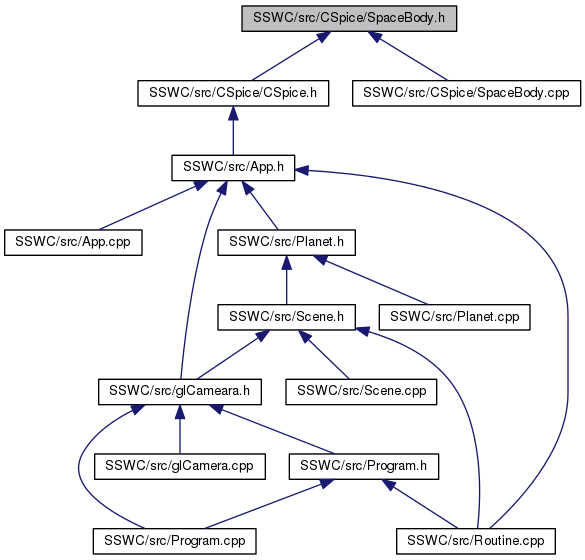 SSWC/src/CSpice/SpaceBody.h
SSWC/src/CSpice/CSpice.h
SSWC/src/CSpice/SpaceBody.cpp
SSWC/src/App.h
SSWC/src/App.cpp
SSWC/src/Planet.h
SSWC/src/Scene.h
SSWC/src/Planet.cpp
SSWC/src/glCameara.h
SSWC/src/Scene.cpp
SSWC/src/glCamera.cpp
SSWC/src/Program.h
SSWC/src/Program.cpp
SSWC/src/Routine.cpp